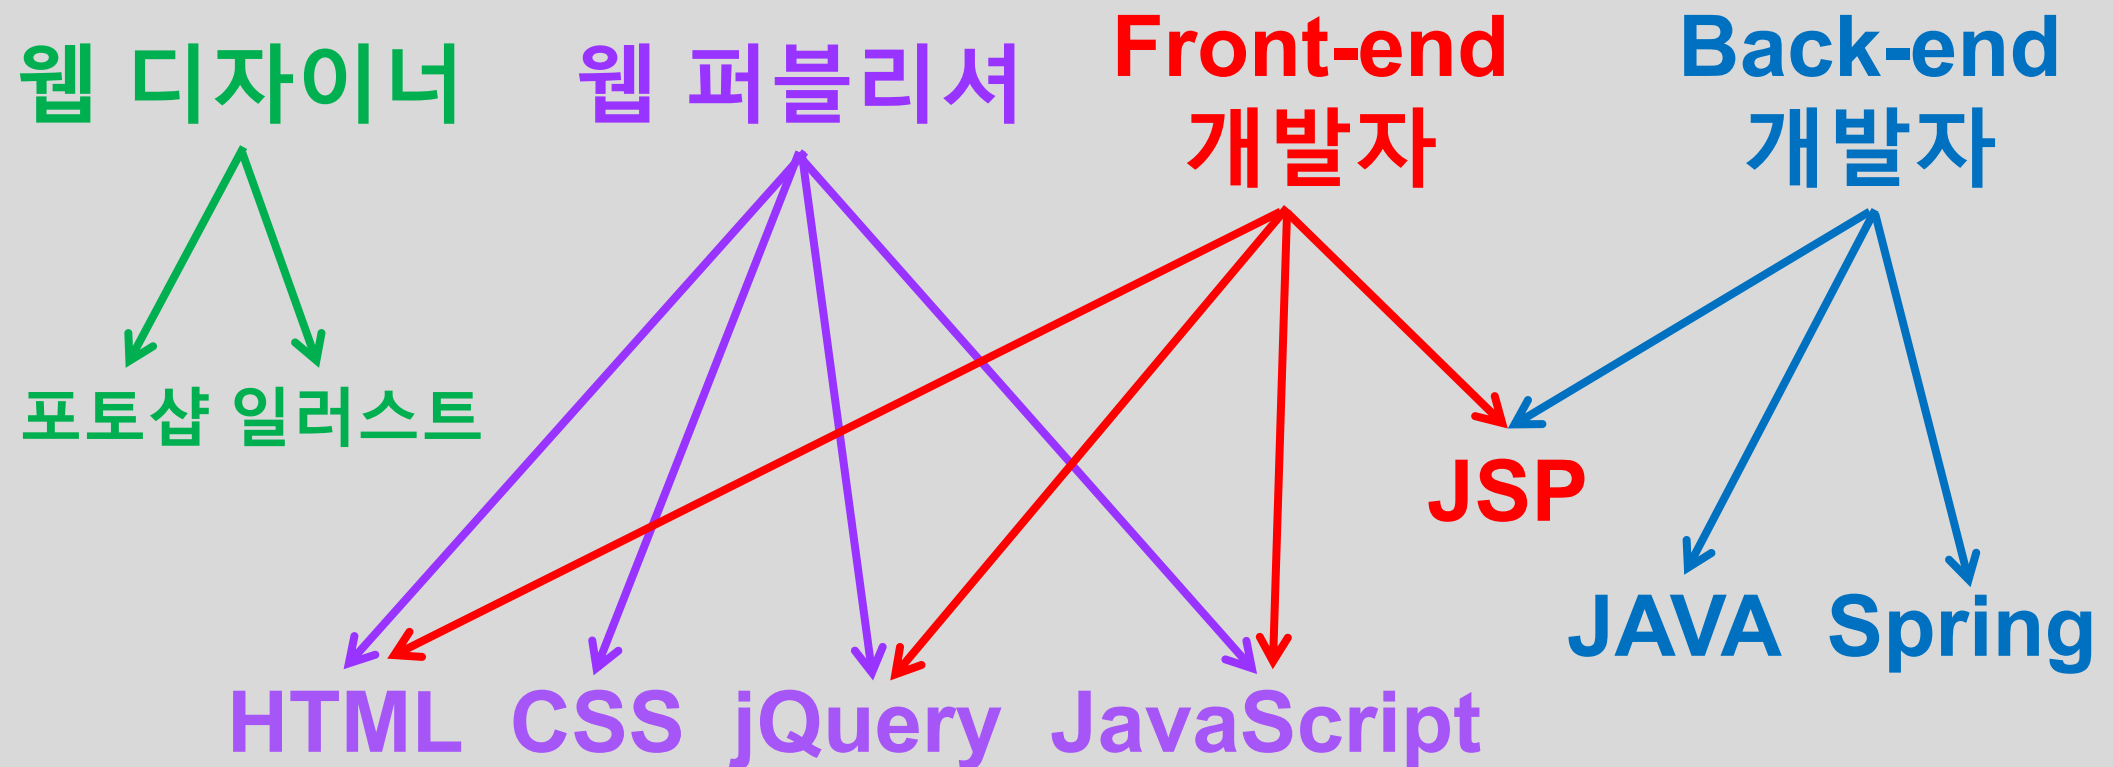 웹 디자이너
웹 퍼블리셔
Front-end
개발자
Back-end
개발자
포토샵 일러스트
JSP
JAVA Spring
HTML CSS jQuery JavaScript